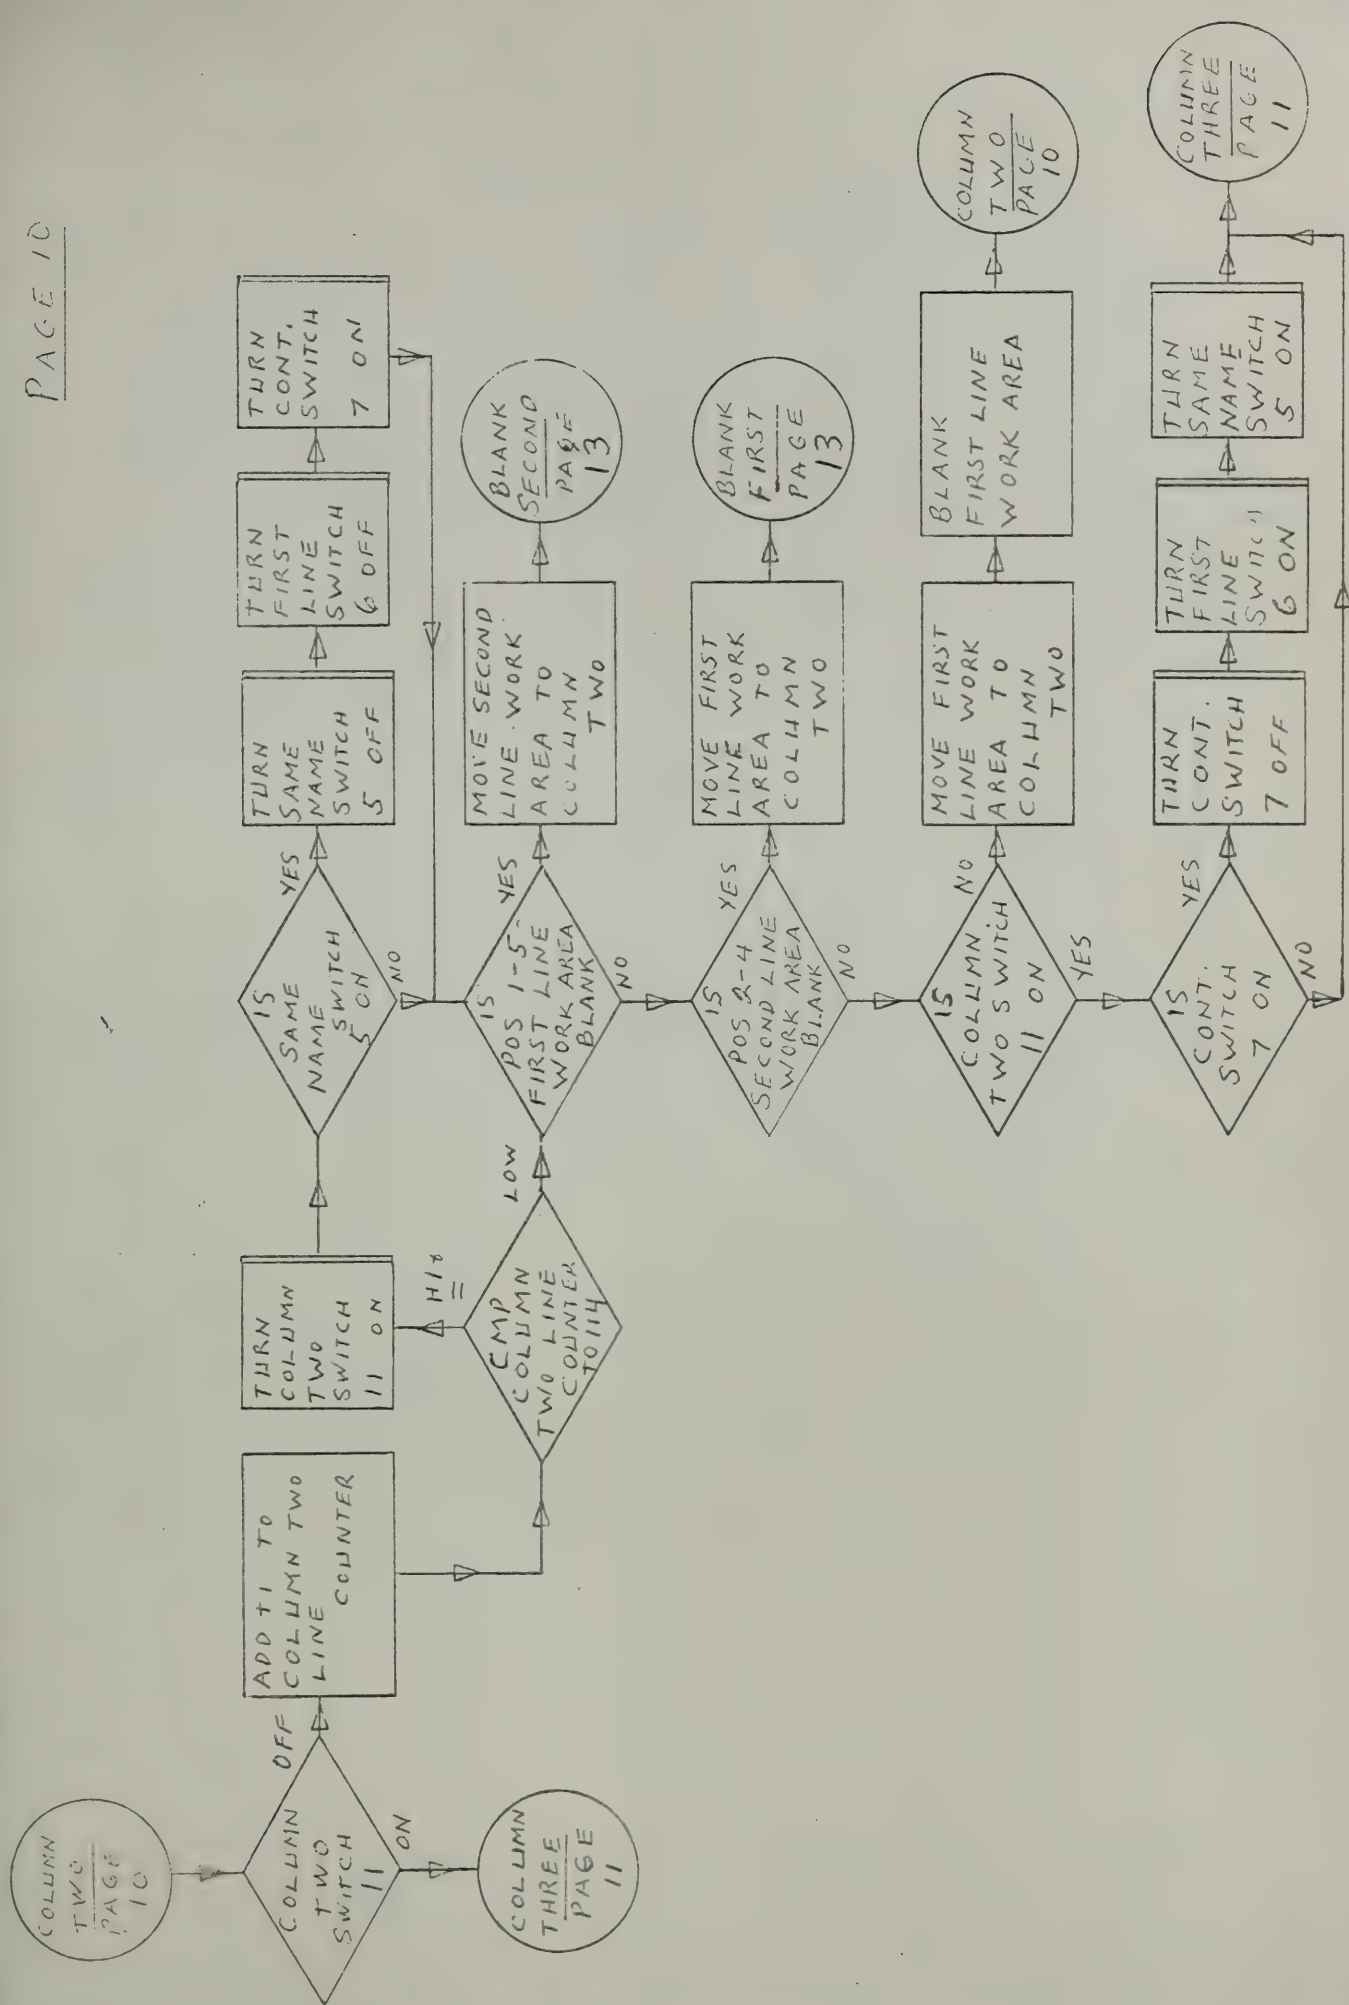 PAGE 10
COLUMN
TWO
PAGE
10
COLUMN
TWO
SWITCH
11
OFF
ON
COLUMN
THREE
PAGE
11
ADD +1 TO
COLUMN TWO
LINE
COUNTER
CMP
COLUMN
TWO LINE
COUNTER
TO 114
LOW
=
TURN
COLUMN
TWO
SWITCH
11 ON
IS
SAME
NAME
SWITCH
5 ON
YES
NO
TURN
SAME
NAME
SWITCH
5 OFF
TURN
FIRST
LINE
SWITCH
6 OFF
TURN
CONT.
SWITCH
7 ON
IS
POS 1-5
FIRST LINE
WORK AREA
BLANK
YES
NO
MOVE SECOND
LINE WORK
AREA TO
COLUMN
TWO
BLANK
SECOND
PAGE
13
IS
POS 2-4
SECOND LINE
WORK AREA
BLANK
YES
NO
MOVE FIRST
LINE WORK
AREA TO
COLUMN
TWO
BLANK
FIRST
PAGE
13
IS
COLUMN
TWO SWITCH
11 ON
NO
YES
MOVE FIRST
LINE WORK
AREA TO
COLUMN
TWO
BLANK
FIRST LINE
WORK AREA
COLUMN
TWO
PAGE
10
IS
CONT.
SWITCH
7 ON
YES
NO
TURN
CONT.
SWITCH
7 OFF
TURN
FIRST
LINE
SWITCH
6 ON
TURN
SAME
NAME
SWITCH
5 ON
COLUMN
THREE
PAGE
11